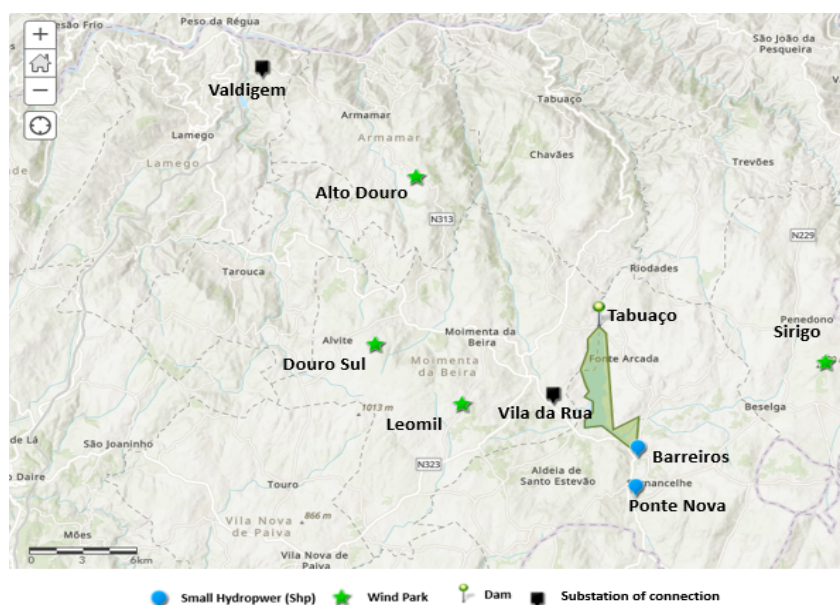 esão Frio
Peso da Régua
São João da
Pesqueira
V
+
−
Valdigem
Tabuaço
Armamar
Armamar
Lamego
Lamego
Chavães
Trevões
Alto Douro
N313
N229
Tarouca
Riodades
Tabuaço
Penedono
Sirigo
Moimenta da
Beira
Alvite
Fonte Arcada
Douro Sul
Moimenta
da Beira
1013 m
Vila da Rua
Beselga
Leomil
de Lá
São Joaninho
Barreiros
N323
Aldeia de
Santo Estevão
o Daire
Touro
rnancelhe
Ponte Nova
Vila Nova
de Paiva
866 m
Mões
Vila Nova de
Paiva
0 3 6km
Small Hydropwer (Shp) Wind Park Dam Substation of connection